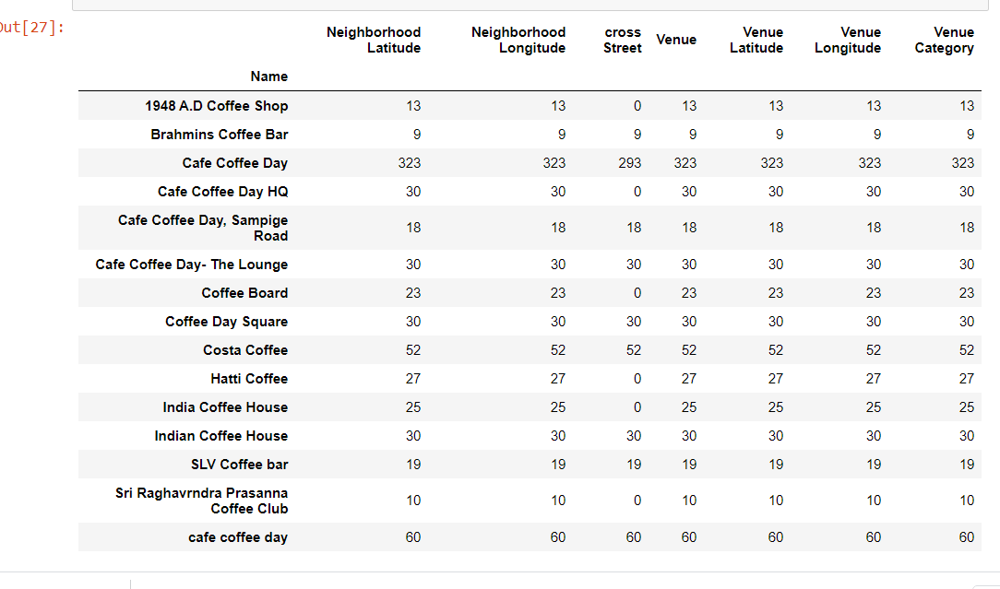 Out[27]:
Neighborhood Latitude Neighborhood Longitude cross Street Venue Venue Latitude Venue Longitude Venue Category
Name
1948 A.D Coffee Shop 13 13 0 13 13 13 13
Brahmins Coffee Bar 9 9 9 9 9 9 9
Cafe Coffee Day 323 323 293 323 323 323 323
Cafe Coffee Day HQ 30 30 0 30 30 30 30
Cafe Coffee Day, Sampige Road 18 18 18 18 18 18 18
Cafe Coffee Day- The Lounge 30 30 30 30 30 30 30
Coffee Board 23 23 0 23 23 23 23
Coffee Day Square 30 30 30 30 30 30 30
Costa Coffee 52 52 52 52 52 52 52
Hatti Coffee 27 27 0 27 27 27 27
India Coffee House 25 25 0 25 25 25 25
Indian Coffee House 30 30 30 30 30 30 30
SLV Coffee bar 19 19 19 19 19 19 19
Sri Raghavrndra Prasanna Coffee Club 10 10 0 10 10 10 10
cafe coffee day 60 60 60 60 60 60 60